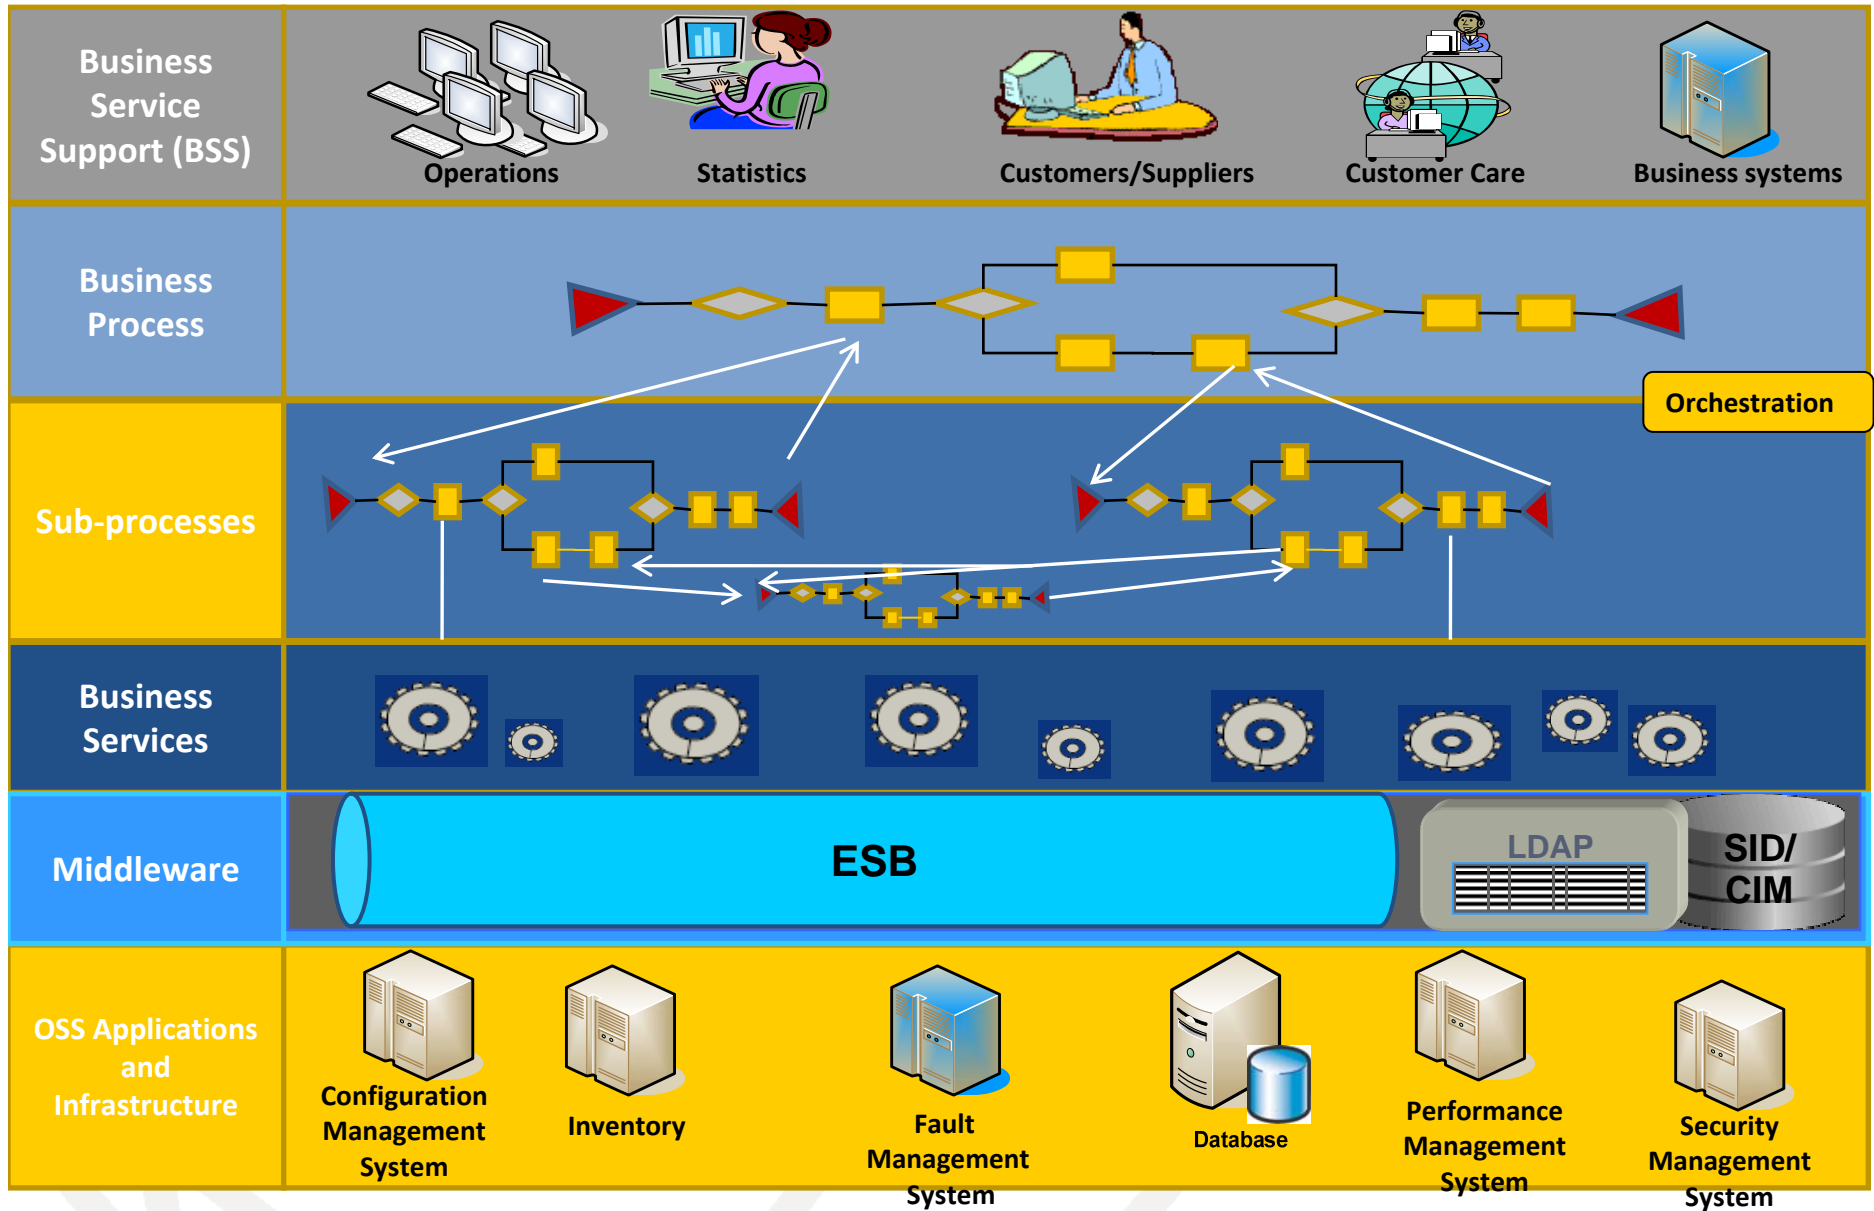 Business
Service
Support (BSS)
Operations
Statistics
Customers/Suppliers
Customer Care
Business systems
Business
Process
Orchestration
Sub-processes
Business
Services
Middleware
ESB
LDAP
SID/
CIM
OSS Applications
and
Infrastructure
Configuration
Management
System
Inventory
Fault
Management
System
Database
Performance
Management
System
Security
Management
System